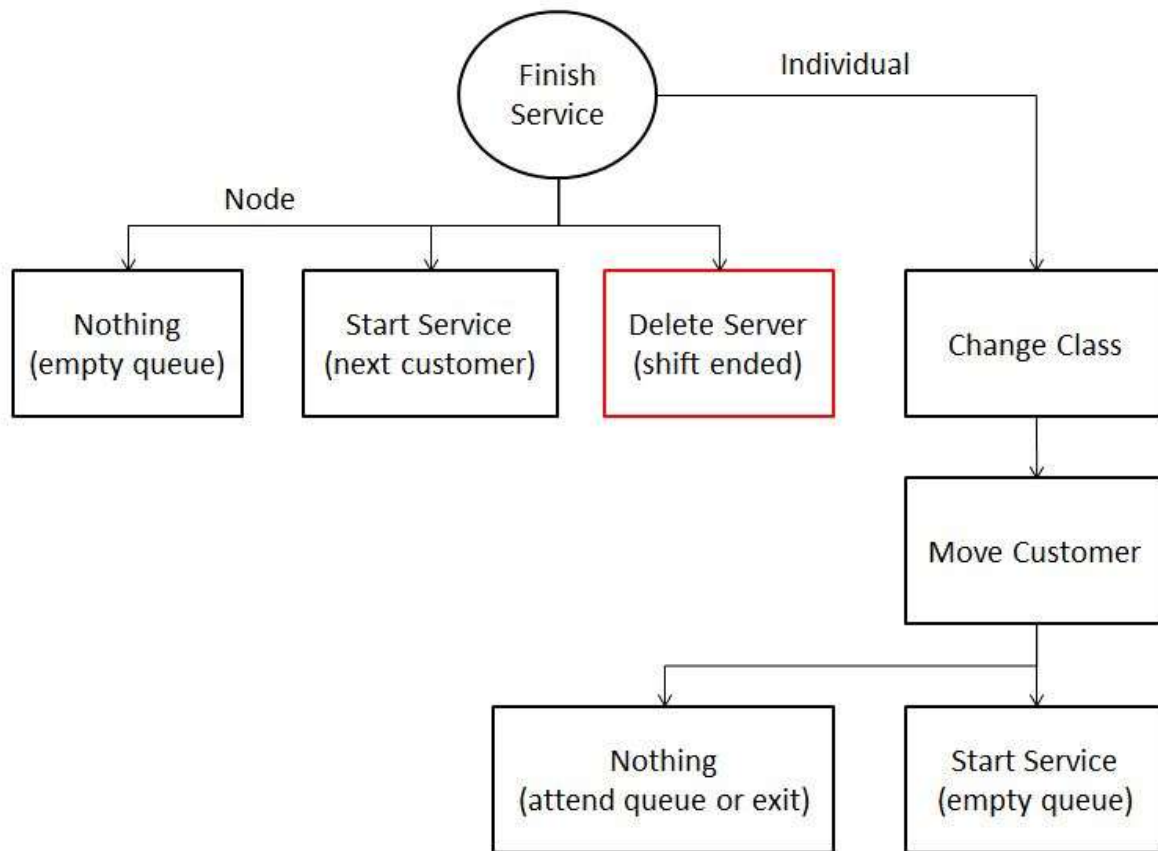 Finish
Service
Individual
Node
Nothing
(empty queue)
Start Service
(next customer)
Delete Server
(shift ended)
Change Class
Move Customer
Nothing
(attend queue or exit)
Start Service
(empty queue)